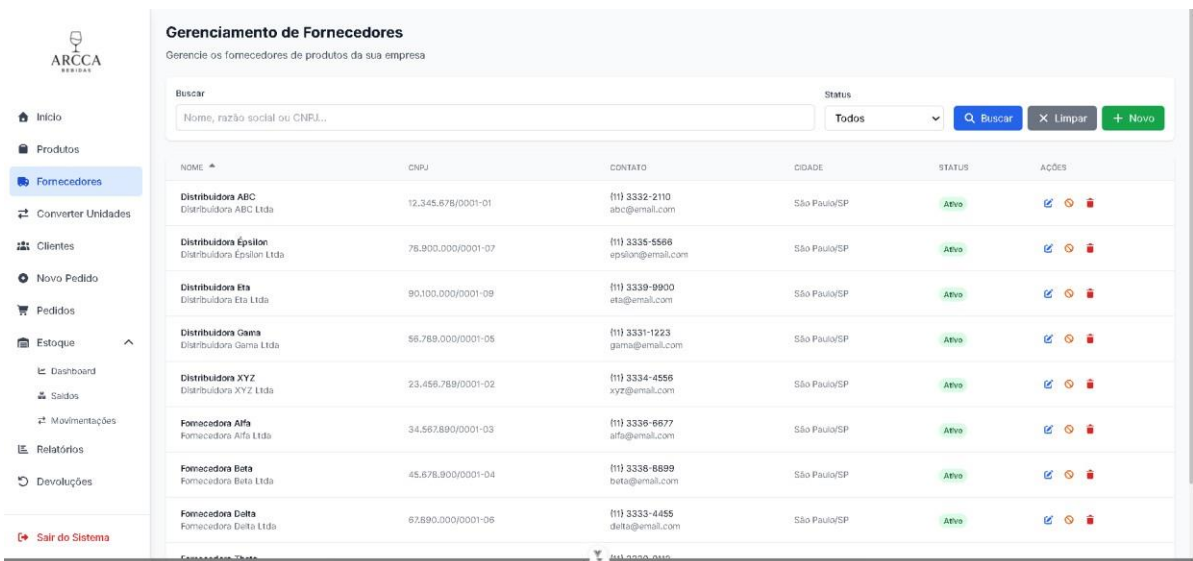 ARCCA
BEBIDAS
Início
Produtos
Fornecedores
Converter Unidades
Clientes
Novo Pedido
Pedidos
Estoque
Dashboard
Saldos
Movimentações
Relatórios
Devoluções
Sair do Sistema
Gerenciamento de Fornecedores
Gerencie os fornecedores de produtos da sua empresa
Buscar
Status
Nome, razão social ou CNPJ...
Todos
Buscar
Limpar
Novo
NOME CNPJ CONTATO CIDADE STATUS AÇÕES
Distribuidora ABC
Distribuidora ABC Ltda
12.345.678/0001-01
(11) 3332-2110
abc@email.com
São Paulo/SP
Ativo
Distribuidora Épsilon
Distribuidora Épsilon Ltda
78.900.000/0001-07
(11) 3335-5566
epsilon@email.com
São Paulo/SP
Ativo
Distribuidora Eta
Distribuidora Eta Ltda
90.100.000/0001-09
(11) 3339-9900
eta@email.com
São Paulo/SP
Ativo
Distribuidora Gama
Distribuidora Gama Ltda
56.789.000/0001-05
(11) 3331-1223
gama@email.com
São Paulo/SP
Ativo
Distribuidora XYZ
Distribuidora XYZ Ltda
23.456.789/0001-02
(11) 3334-4556
xyz@email.com
São Paulo/SP
Ativo
Fornecedora Alfa
Fornecedora Alfa Ltda
34.567.890/0001-03
(11) 3336-6677
alfa@email.com
São Paulo/SP
Ativo
Fornecedora Beta
Fornecedora Beta Ltda
45.678.900/0001-04
(11) 3338-8899
beta@email.com
São Paulo/SP
Ativo
Fornecedora Delta
Fornecedora Delta Ltda
67.890.000/0001-06
(11) 3333-4455
delta@email.com
São Paulo/SP
Ativo